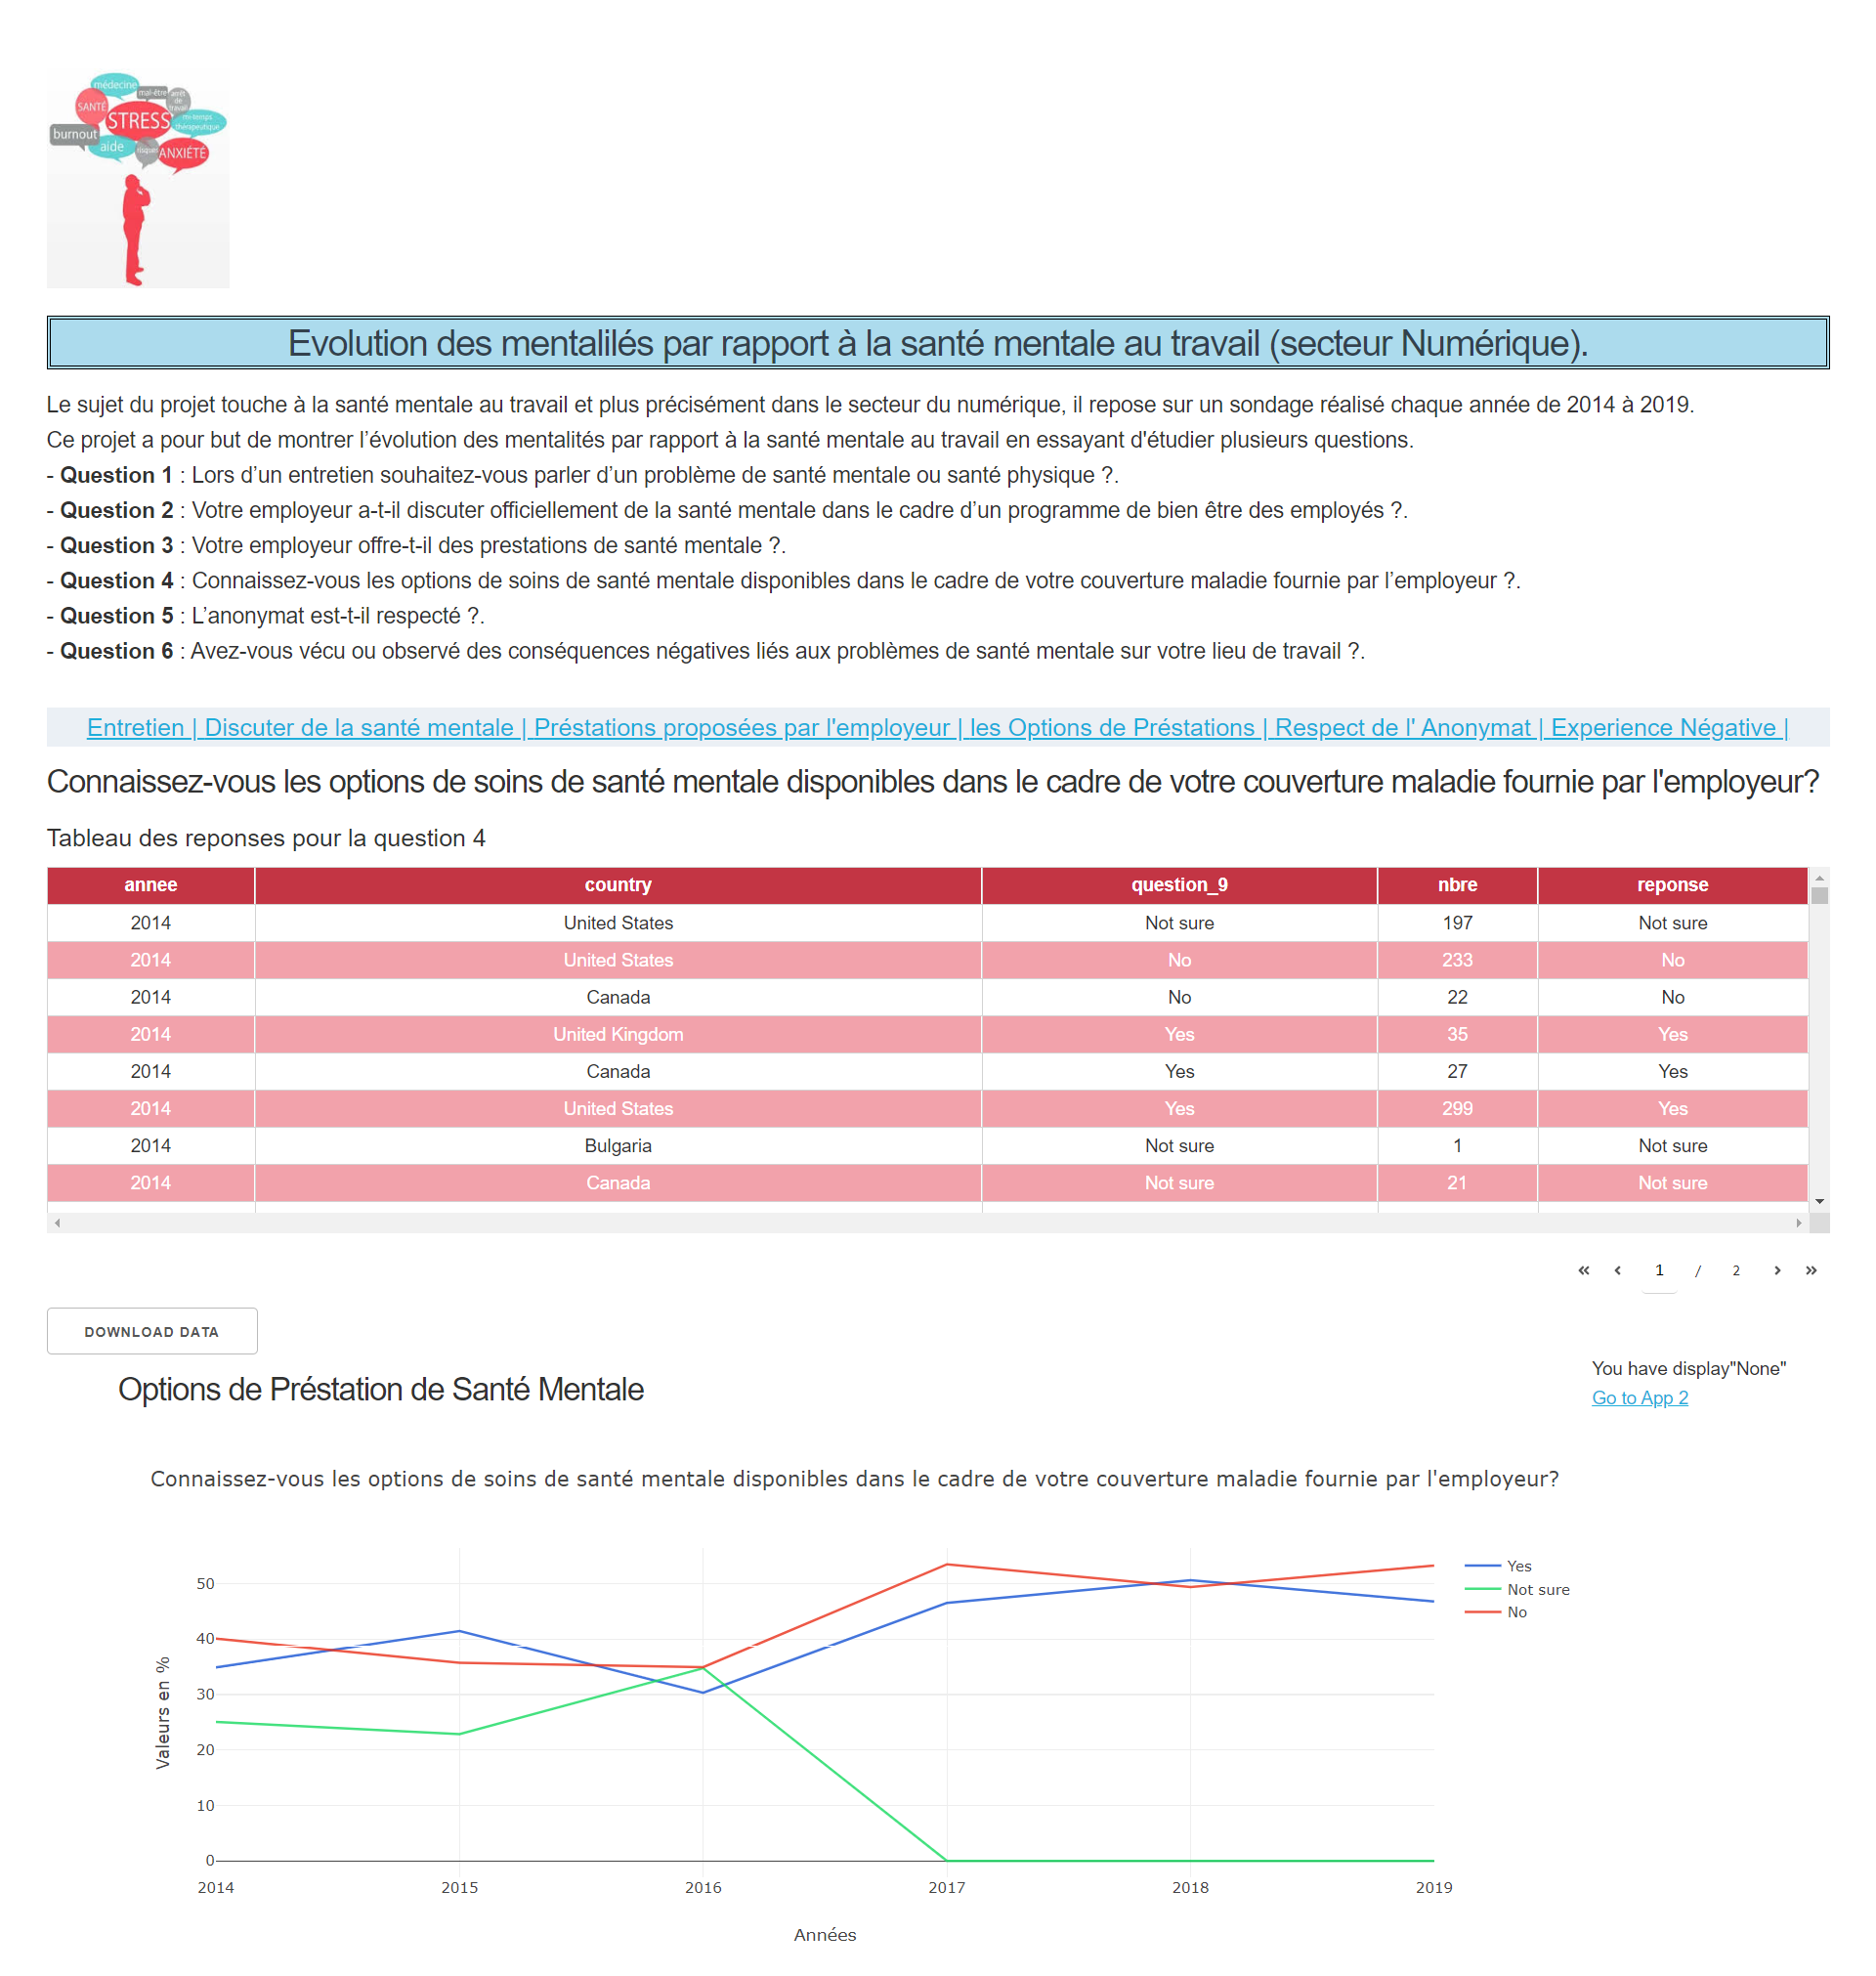 médecine
mal-être
arrêt de travail
SANTÉ
STRESS
mi-temps thérapeutique
burnout
aide
risques
ANXIÉTÉ
Evolution des mentalilés par rapport à la santé mentale au travail (secteur Numérique).
Le sujet du projet touche à la santé mentale au travail et plus précisément dans le secteur du numérique, il repose sur un sondage réalisé chaque année de 2014 à 2019.
Ce projet a pour but de montrer l’évolution des mentalités par rapport à la santé mentale au travail en essayant d'étudier plusieurs questions.
- Question 1 : Lors d’un entretien souhaitez-vous parler d’un problème de santé mentale ou santé physique ?.
- Question 2 : Votre employeur a-t-il discuter officiellement de la santé mentale dans le cadre d’un programme de bien être des employés ?.
- Question 3 : Votre employeur offre-t-il des prestations de santé mentale ?.
- Question 4 : Connaissez-vous les options de soins de santé mentale disponibles dans le cadre de votre couverture maladie fournie par l’employeur ?.
- Question 5 : L’anonymat est-t-il respecté ?.
- Question 6 : Avez-vous vécu ou observé des conséquences négatives liés aux problèmes de santé mentale sur votre lieu de travail ?.
Entretien | Discuter de la santé mentale | Préstations proposées par l'employeur | les Options de Préstations | Respect de l' Anonymat | Experience Négative |
Connaissez-vous les options de soins de santé mentale disponibles dans le cadre de votre couverture maladie fournie par l'employeur?
Tableau des reponses pour la question 4
annee country question_9 nbre reponse
2014 United States Not sure 197 Not sure
2014 United States No 233 No
2014 Canada No 22 No
2014 United Kingdom Yes 35 Yes
2014 Canada Yes 27 Yes
2014 United States Yes 299 Yes
2014 Bulgaria Not sure 1 Not sure
2014 Canada Not sure 21 Not sure
1 / 2
DOWNLOAD DATA
You have display"None"
Options de Préstation de Santé Mentale
Go to App 2
Connaissez-vous les options de soins de santé mentale disponibles dans le cadre de votre couverture maladie fournie par l'employeur?
Yes
Not sure
No
Valeurs en %
50
40
30
20
10
0
2014 2015 2016 2017 2018 2019
Années